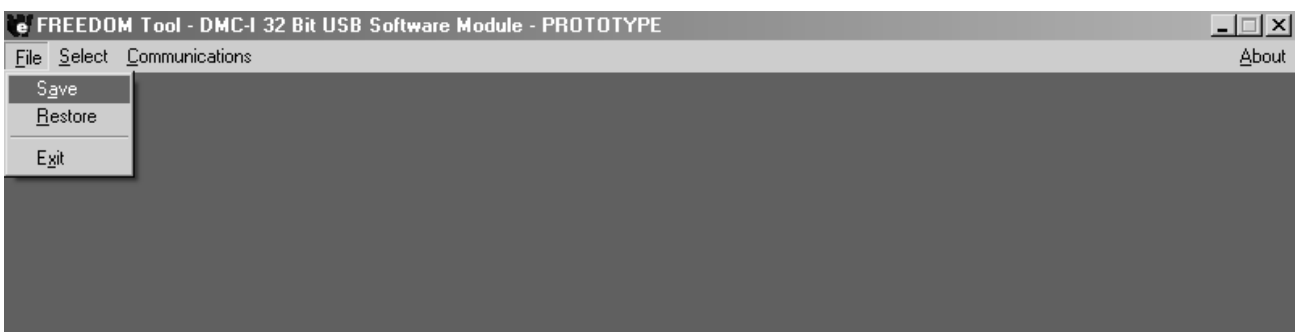 FREEDOM Tool - DMC-I 32 Bit USB Software Module - PROTOTYPE
File Select Communications About
Save
Restore
Exit